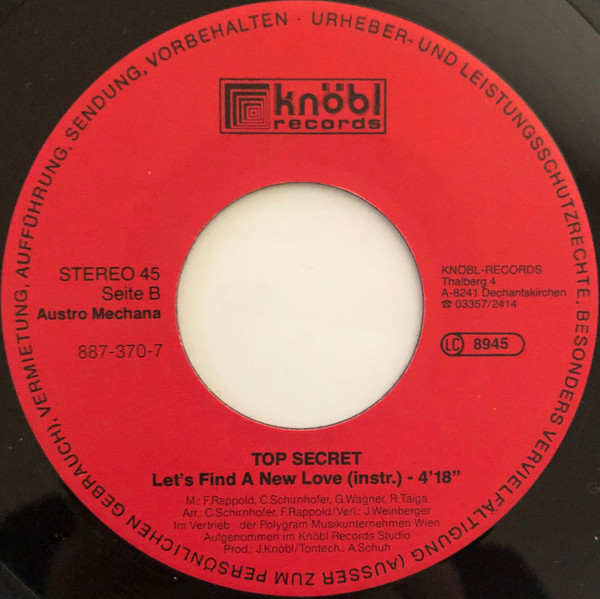 URHEBER- UND LEISTUNGSSCHUTZRECHTE, BESONDERS VERVIELFÄLTIGUNG (AUSSER ZUM PERSÖNLICHEN GEBRAUCH), VERMIETUNG, AUFFÜHRUNG, SENDUNG, VORBEHALTEN ·
knöbl
records
STEREO 45
Seite B
Austro Mechana
887-370-7
KNÖBL-RECORDS
Thalberg 4
A-8241 Dechantskirchen
☎ 03357/2414
LC 8945
TOP SECRET
Let's Find A New Love (instr.) - 4'18"
M.: F.Rappold, C.Schirnhofer, G.Wagner, R.Taiga
Arr.: C.Schirnhofer, F.Rappold/Verl.: J.Weinberger
Im Vertrieb: der Polygram Musikunternehmen Wien
Aufgenommen im Knöbl Records Studio
Prod.: J.Knöbl/Tontech.: A.Schuh